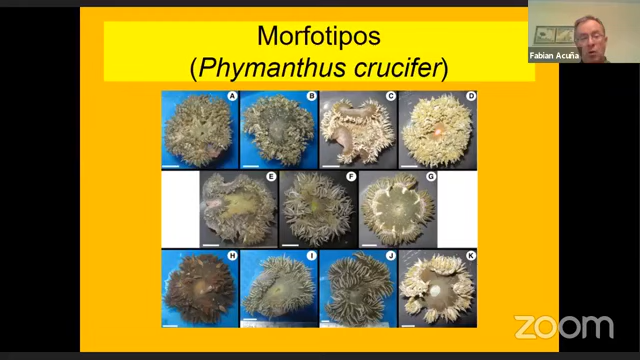 Morfotipos
(Phymanthus crucifer)
Fabian Acuña
A
B
C
D
E
F
G
H
I
J
K
zoom